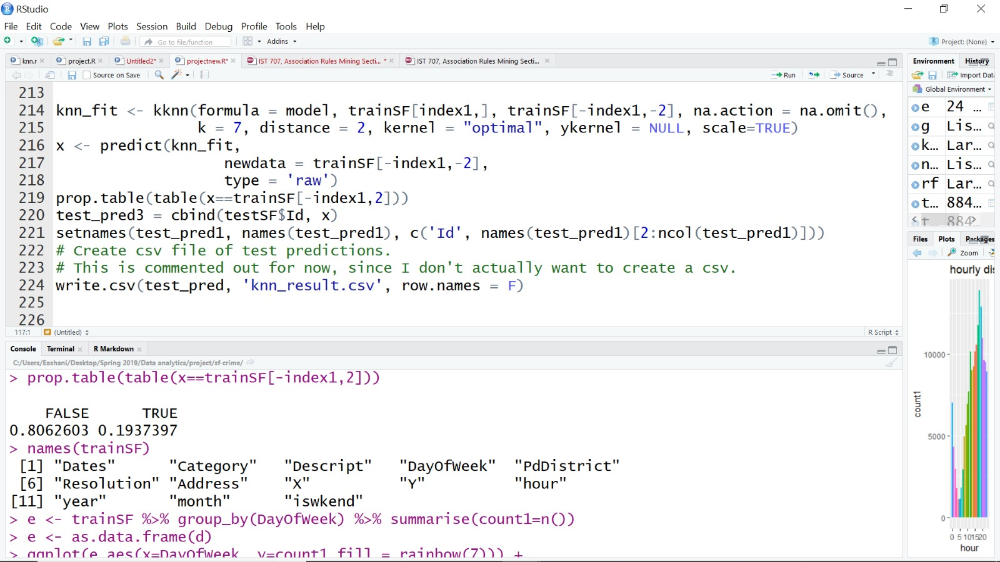 RStudio
File Edit Code View Plots Session Build Debug Profile Tools Help
Go to file/function Addins Project: (None)
knn.r project.R Untitled2* projectnew.R* IST 707, Association Rules Mining Secti... * IST 707, Association Rules Mining Secti...
Source on Save Run Source
213
214 knn_fit <- kknn(formula = model, trainSF[index1,], trainSF[-index1,-2], na.action = na.omit(),
215 k = 7, distance = 2, kernel = "optimal", ykernel = NULL, scale=TRUE)
216 x <- predict(knn_fit,
217 newdata = trainSF[-index1,-2],
218 type = 'raw')
219 prop.table(table(x==trainSF[-index1,2]))
220 test_pred3 = cbind(testSF$Id, x)
221 setnames(test_pred1, names(test_pred1), c('Id', names(test_pred1)[2:ncol(test_pred1)]))
222 # Create csv file of test predictions.
223 # This is commented out for now, since I don't actually want to create a csv.
224 write.csv(test_pred, 'knn_result.csv', row.names = F)
225
226
117:1 # (Untitled) R Script
Console Terminal R Markdown
C:/Users/Eashani/Desktop/Spring 2019/Data analytics/project/sf-crime/
> prop.table(table(x==trainSF[-index1,2]))
FALSE TRUE
0.8062603 0.1937397
> names(trainSF)
[1] "Dates" "Category" "Descript" "DayOfWeek" "PdDistrict"
[6] "Resolution" "Address" "X" "Y" "hour"
[11] "year" "month" "iswkend"
> e <- trainSF %>% group_by(DayOfWeek) %>% summarise(count1=n())
> e <- as.data.frame(d)
> ggplot(e,aes(x=DayOfWeek, y=count1,fill = rainbow(7))) +
Environment History
Import Data
Global Environment
e 24 ...
g Lis...
k... Lar...
n... Lis...
rf Lar...
t... 884...
t 884
Files Plots Packages
Zoom
hourly dis
count1
10000
5000
0
0 5 10 15 20
hour